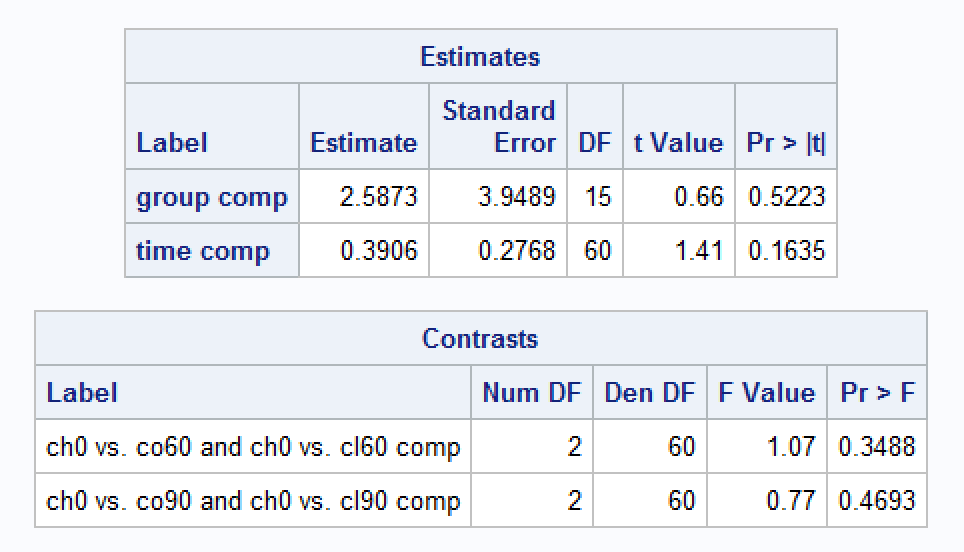 Estimates
Label Estimate Standard Error DF t Value Pr > |t|
group comp 2.5873 3.9489 15 0.66 0.5223
time comp 0.3906 0.2768 60 1.41 0.1635
Contrasts
Label Num DF Den DF F Value Pr > F
ch0 vs. co60 and ch0 vs. cl60 comp 2 60 1.07 0.3488
ch0 vs. co90 and ch0 vs. cl90 comp 2 60 0.77 0.4693